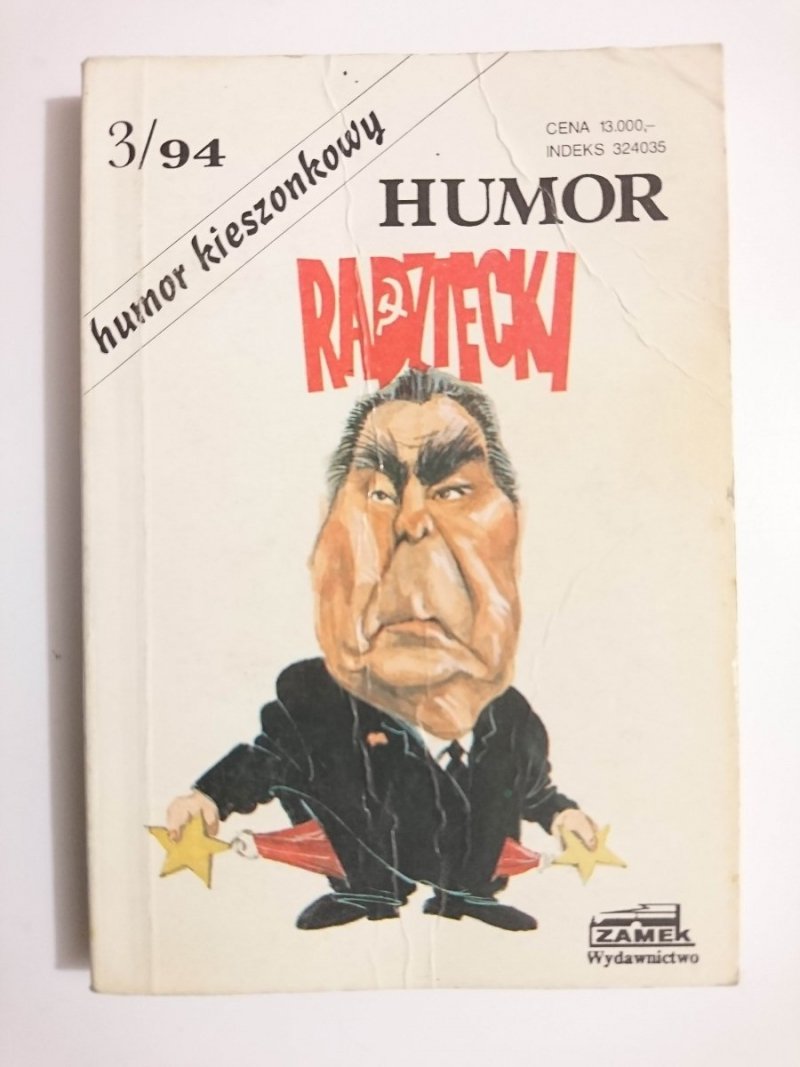 3/94
humor kieszonkowy
CENA 13.000,-
INDEKS 324035
HUMOR
RADZIECKI
ZAMEK
Wydawnictwo